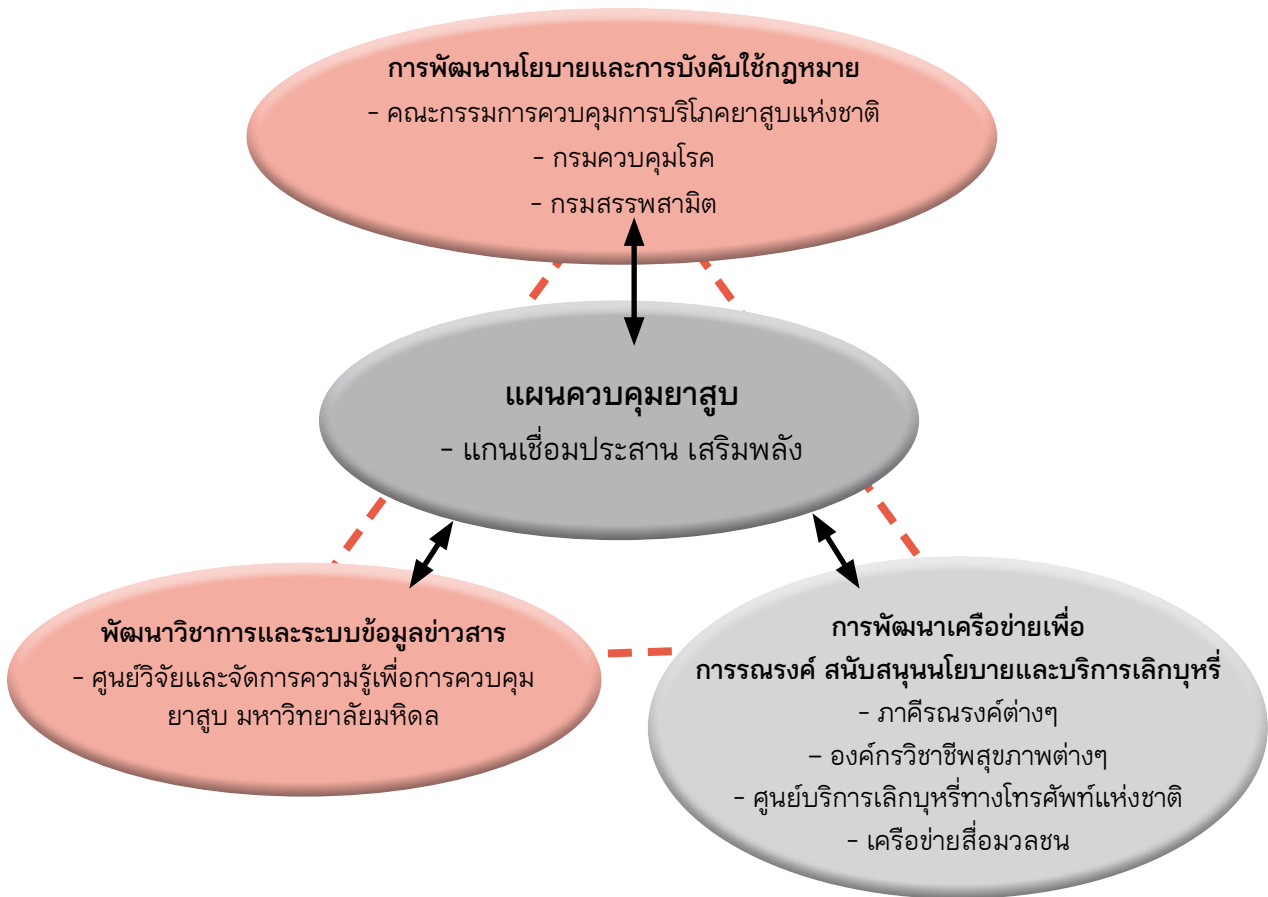 การพัฒนานโยบายและการบังคับใช้กฎหมาย
- คณะกรรมการควบคุมการบริโภคยาสูบแห่งชาติ
- กรมควบคุมโรค
- กรมสรรพสามิต
แผนควบคุมยาสูบ
- แกนเชื่อมประสาน เสริมพลัง
พัฒนาวิชาการและระบบข้อมูลข่าวสาร
- ศูนย์วิจัยและจัดการความรู้เพื่อการควบคุม
ยาสูบ มหาวิทยาลัยมหิดล
การพัฒนาเครือข่ายเพื่อ
การรณรงค์ สนับสนุนนโยบายและบริการเลิกบุหรี่
- ภาคีรณรงค์ต่างๆ
– องค์กรวิชาชีพสุขภาพต่างๆ
- ศูนย์บริการเลิกบุหรี่ทางโทรศัพท์แห่งชาติ
- เครือข่ายสื่อมวลชน